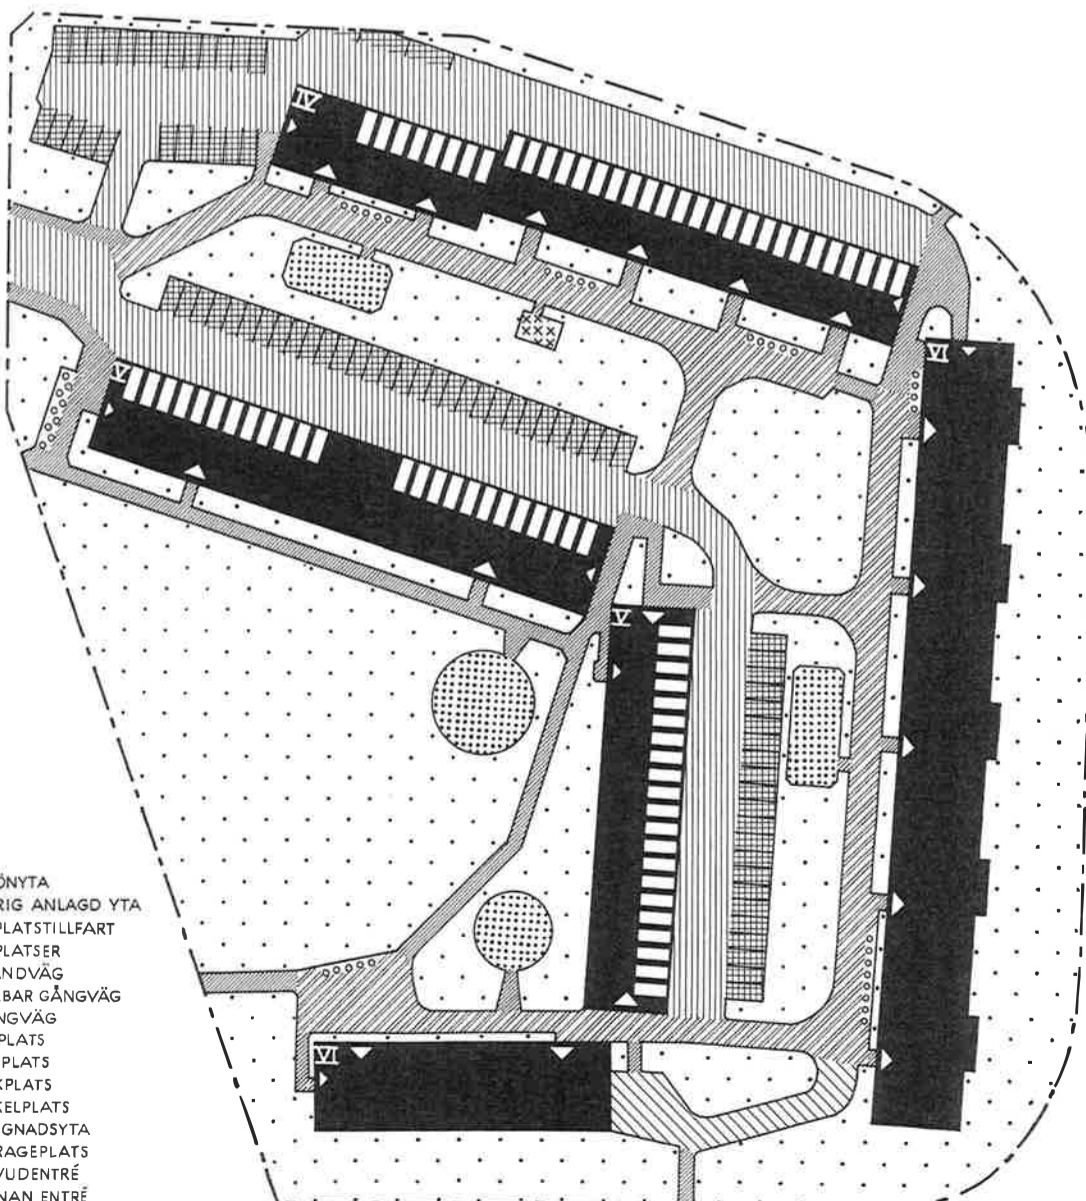 IV
VI
V
V
VI
ÖNYTA
RIG ANLAGD YTA
PLATSTILLFART
PLATSER
ANDVÄG
BAR GÅNGVÄG
NGVÄG
PLATS
PLATS
KPLATS
KELPLATS
GNADSYTA
RAGEPLATS
VUDENTRÉ
NAN ENTRÉ